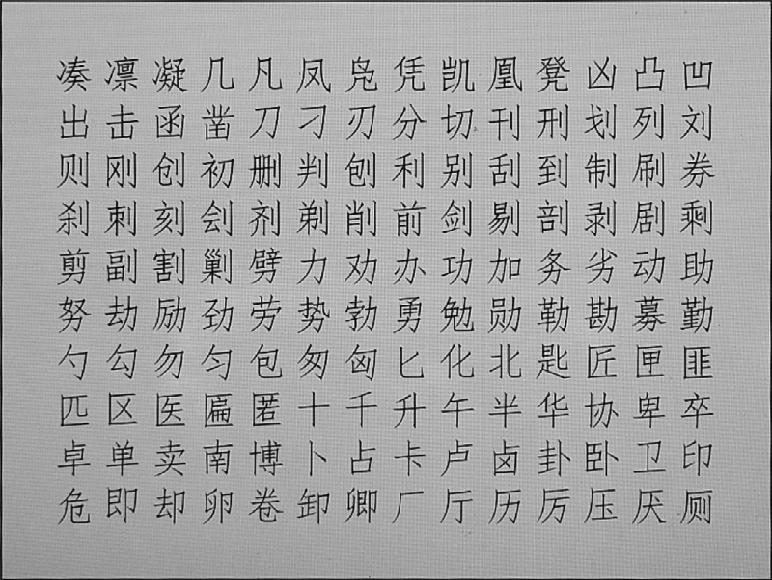 凑凛凝几凡凤凫凭凯凰凳凶凸凹
出击函凿刀刁刃分切刊刑划列刘
则刚创初删判刨利别刮到制刷券
刹刺刻刽剂剃削前剑剔剖剥剧剩
剪副割剿劈力劝办功加务劣动助
努劫励劲劳势勃勇勉勋勒勘募勤
勺勾勿匀包匆匈匕化北匙匠匣匪
匹区医匾匿十千升午半华协卑卒
卓单卖南博卜占卡卢卤卦卧卫印
危即却卵卷卸卿厂厅历厉压厌厕